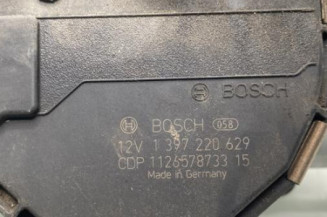 BOSCH
BOSCH 058
12V 1 397 220 629
CDP 1126578733 15
Made in Germany